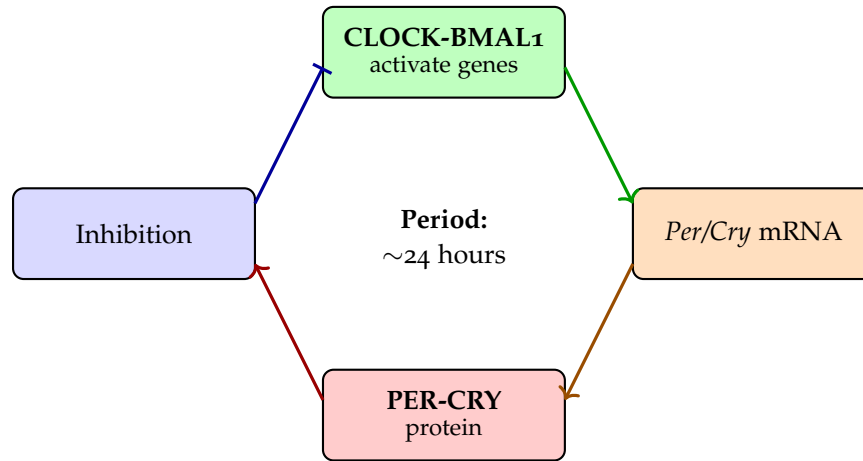 CLOCK-BMAL1
activate genes
Inhibition
Period:
~24 hours
Per/Cry mRNA
PER-CRY
protein